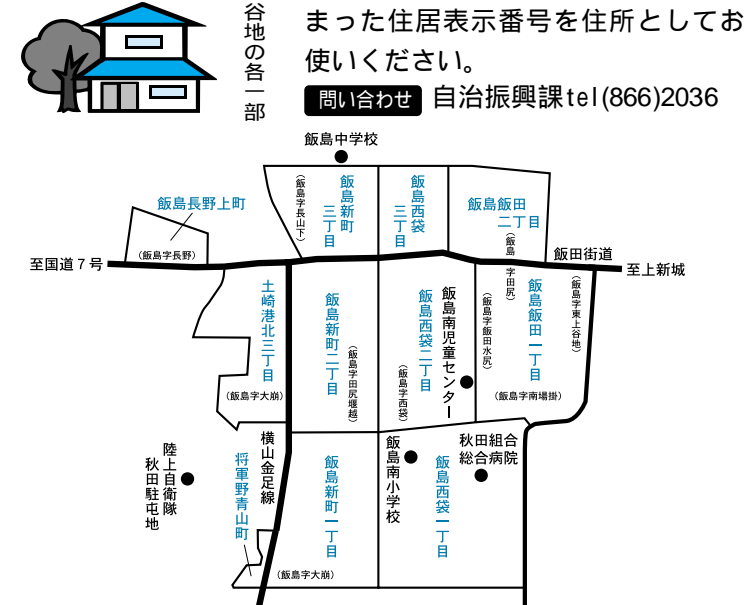 谷地の各一部
まった住居表示番号を住所としてお
使いください。
問い合わせ 自治振興課tel(866)2036
飯島中学校
飯島長野上町
(飯島字長野)
(飯島字長山下)
飯島新町
三丁目
飯島西袋
三丁目
飯島飯田
二丁目
(飯島字田尻)
飯田街道
至国道7号
至上新城
土崎港北三丁目
(飯島字大崩)
飯島新町二丁目
(飯島字田尻堰越)
飯島西袋二丁目
(飯島字西袋)
飯島南児童センター
(飯島字飯田水尻)
飯島飯田一丁目
(飯島字東上谷地)
(飯島字南場掛)
陸上自衛隊
秋田駐屯地
将軍野青山町
横山金足線
飯島新町一丁目
(飯島字大崩)
飯島南小学校
飯島西袋一丁目
秋田組合
総合病院